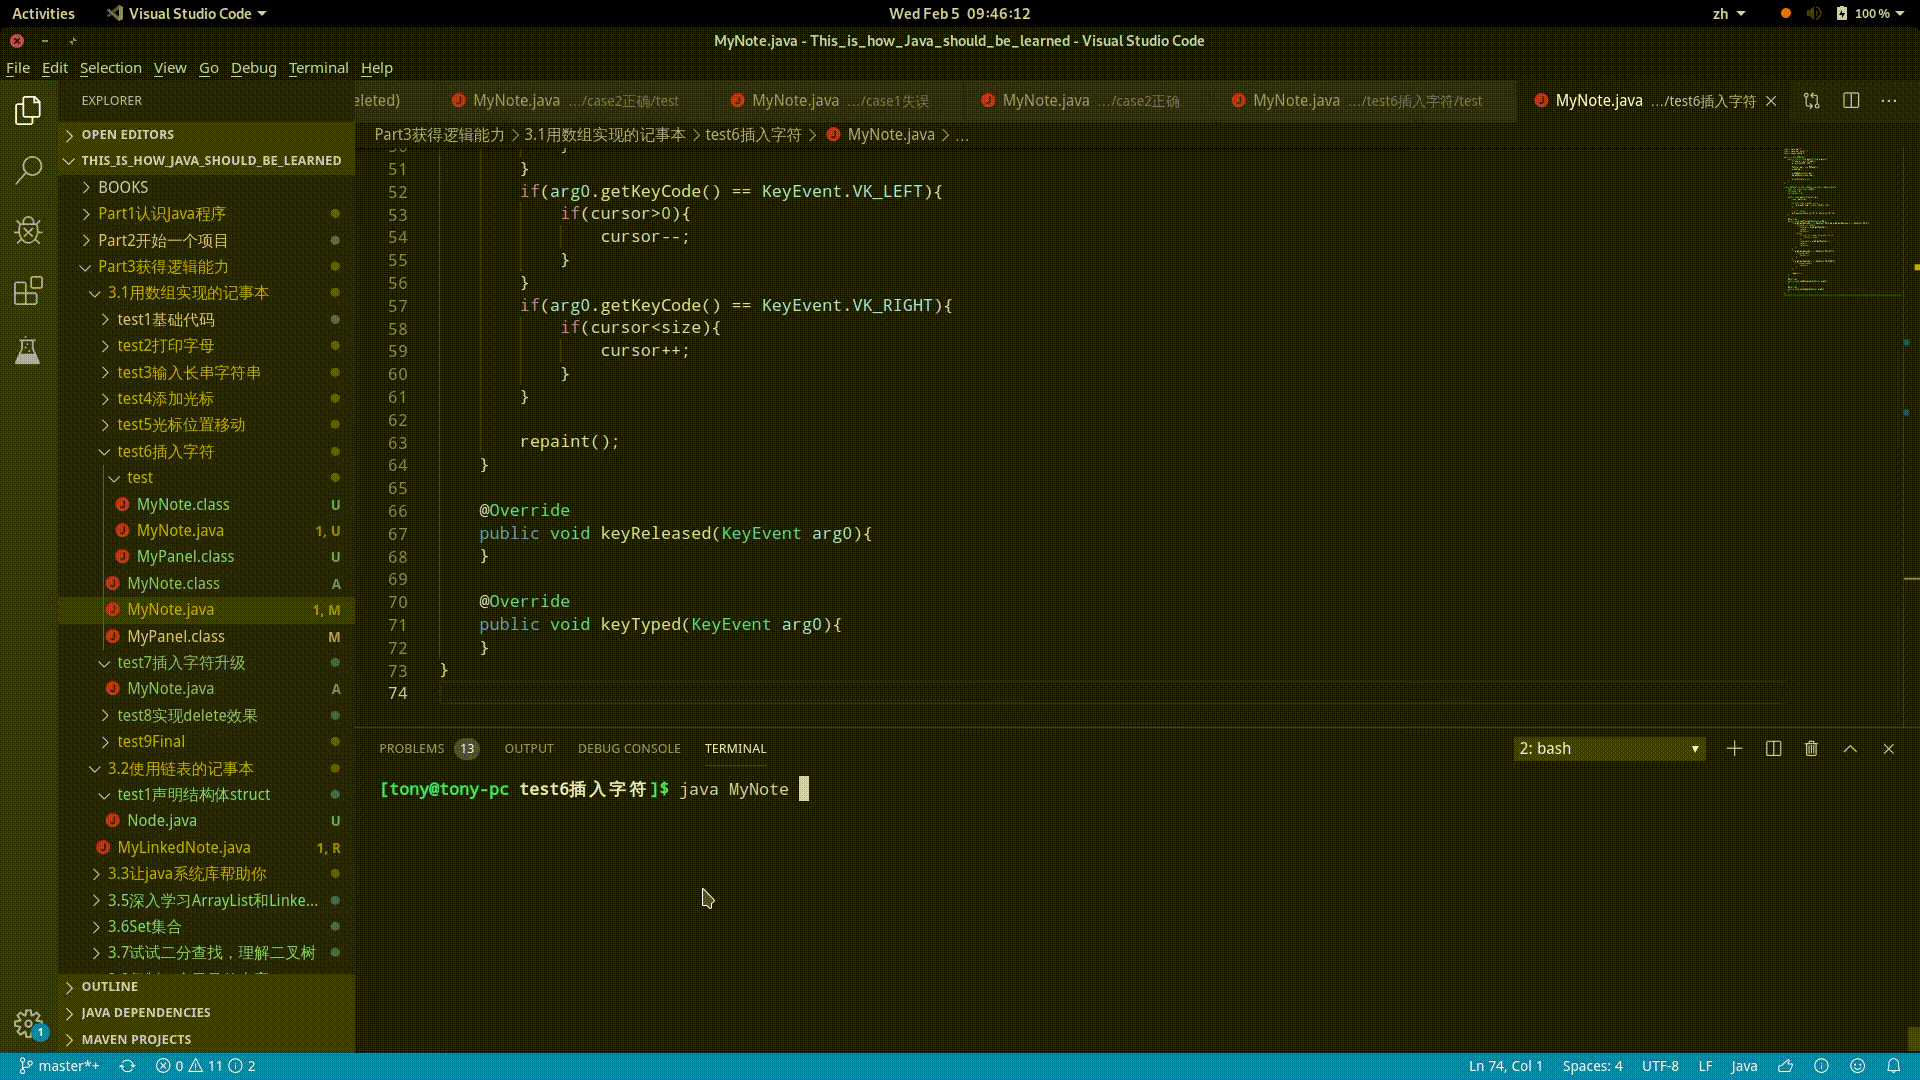 Activities Visual Studio Code Wed Feb 5 09:46:12 zh 100 %
MyNote.java - This_is_how_Java_should_be_learned - Visual Studio Code
File Edit Selection View Go Debug Terminal Help
EXPLORER
OPEN EDITORS
THIS_IS_HOW_JAVA_SHOULD_BE_LEARNED
BOOKS
Part1认识Java程序
Part2开始一个项目
Part3获得逻辑能力
3.1用数组实现的记事本
test1基础代码
test2打印字母
test3输入长串字符串
test4添加光标
test5光标位置移动
test6插入字符
test
MyNote.class U
MyNote.java 1, U
MyPanel.class U
MyNote.class A
MyNote.java 1, M
MyPanel.class M
test7插入字符升级
MyNote.java A
test8实现delete效果
test9Final
3.2使用链表的记事本
test1声明结构体struct
Node.java U
MyLinkedNote.java 1, R
3.3让java系统库帮助你
3.5深入学习ArrayList和Linke...
3.6Set集合
3.7试试二分查找，理解二叉树
OUTLINE
JAVA DEPENDENCIES
MAVEN PROJECTS
eleted) MyNote.java .../case2正确/test MyNote.java .../case1失误 MyNote.java .../case2正确 MyNote.java .../test6插入字符/test MyNote.java .../test6插入字符
Part3获得逻辑能力 > 3.1用数组实现的记事本 > test6插入字符 > MyNote.java > ...
51 }
52 if(arg0.getKeyCode() == KeyEvent.VK_LEFT){
53 if(cursor>0){
54 cursor--;
55 }
56 }
57 if(arg0.getKeyCode() == KeyEvent.VK_RIGHT){
58 if(cursor<size){
59 cursor++;
60 }
61 }
62
63 repaint();
64 }
65
66 @Override
67 public void keyReleased(KeyEvent arg0){
68 }
69
70 @Override
71 public void keyTyped(KeyEvent arg0){
72 }
73 }
74
PROBLEMS 13 OUTPUT DEBUG CONSOLE TERMINAL 2: bash
[tony@tony-pc test6插入字符]$ java MyNote
1
master*+ 0 11 2 Ln 74, Col 1 Spaces: 4 UTF-8 LF Java